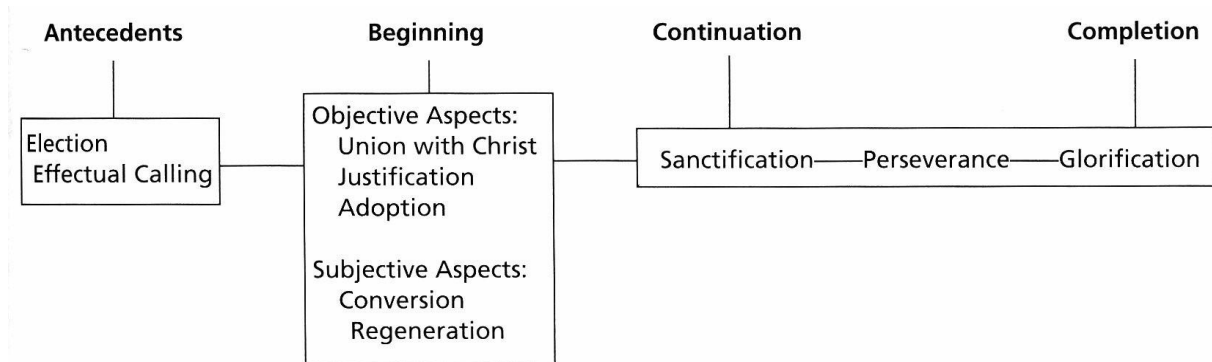 Antecedents
Beginning
Continuation
Completion
Election
Effectual Calling
Objective Aspects:
Union with Christ
Justification
Adoption
Subjective Aspects:
Conversion
Regeneration
Sanctification—Perseverance—Glorification